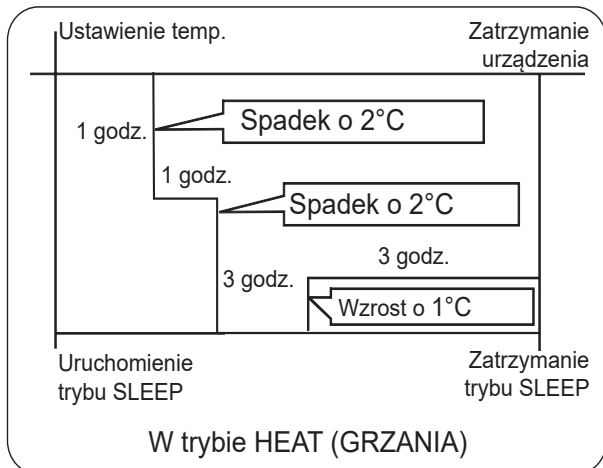 Ustawienie temp.
Zatrzymanie
urządzenia
1 godz.
Spadek o 2°C
1 godz.
Spadek o 2°C
3 godz.
3 godz.
Wzrost o 1°C
Uruchomienie
trybu SLEEP
Zatrzymanie
trybu SLEEP
W trybie HEAT (GRZANIA)